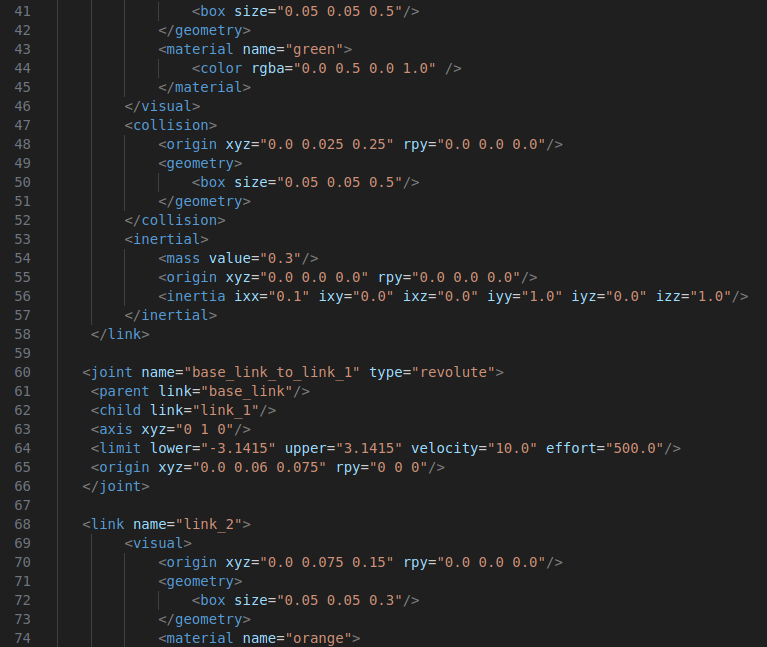 41 <box size="0.05 0.05 0.5"/>
42 </geometry>
43 <material name="green">
44 <color rgba="0.0 0.5 0.0 1.0" />
45 </material>
46 </visual>
47 <collision>
48 <origin xyz="0.0 0.025 0.25" rpy="0.0 0.0 0.0"/>
49 <geometry>
50 <box size="0.05 0.05 0.5"/>
51 </geometry>
52 </collision>
53 <inertial>
54 <mass value="0.3"/>
55 <origin xyz="0.0 0.0 0.0" rpy="0.0 0.0 0.0"/>
56 <inertia ixx="0.1" ixy="0.0" ixz="0.0" iyy="1.0" iyz="0.0" izz="1.0"/>
57 </inertial>
58 </link>
59
60 <joint name="base_link_to_link_1" type="revolute">
61 <parent link="base_link"/>
62 <child link="link_1"/>
63 <axis xyz="0 1 0"/>
64 <limit lower="-3.1415" upper="3.1415" velocity="10.0" effort="500.0"/>
65 <origin xyz="0.0 0.06 0.075" rpy="0 0 0"/>
66 </joint>
67
68 <link name="link_2">
69 <visual>
70 <origin xyz="0.0 0.075 0.15" rpy="0.0 0.0 0.0"/>
71 <geometry>
72 <box size="0.05 0.05 0.3"/>
73 </geometry>
74 <material name="orange">